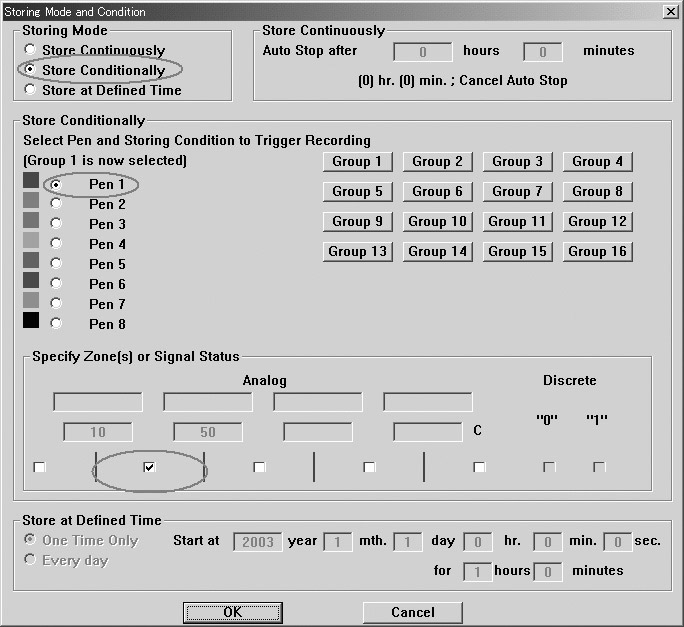 Storing Mode and Condition
Storing Mode
Store Continuously
Store Conditionally
Store at Defined Time
Store Continuously
Auto Stop after 0 hours 0 minutes
(0) hr. (0) min. ; Cancel Auto Stop
Store Conditionally
Select Pen and Storing Condition to Trigger Recording
(Group 1 is now selected)
Pen 1
Pen 2
Pen 3
Pen 4
Pen 5
Pen 6
Pen 7
Pen 8
Group 1 Group 2 Group 3 Group 4
Group 5 Group 6 Group 7 Group 8
Group 9 Group 10 Group 11 Group 12
Group 13 Group 14 Group 15 Group 16
Specify Zone(s) or Signal Status
Analog Discrete
10 50 C "0" "1"
Store at Defined Time
One Time Only
Every day
Start at 2003 year 1 mth. 1 day 0 hr. 0 min. 0 sec.
for 1 hours 0 minutes
OK Cancel